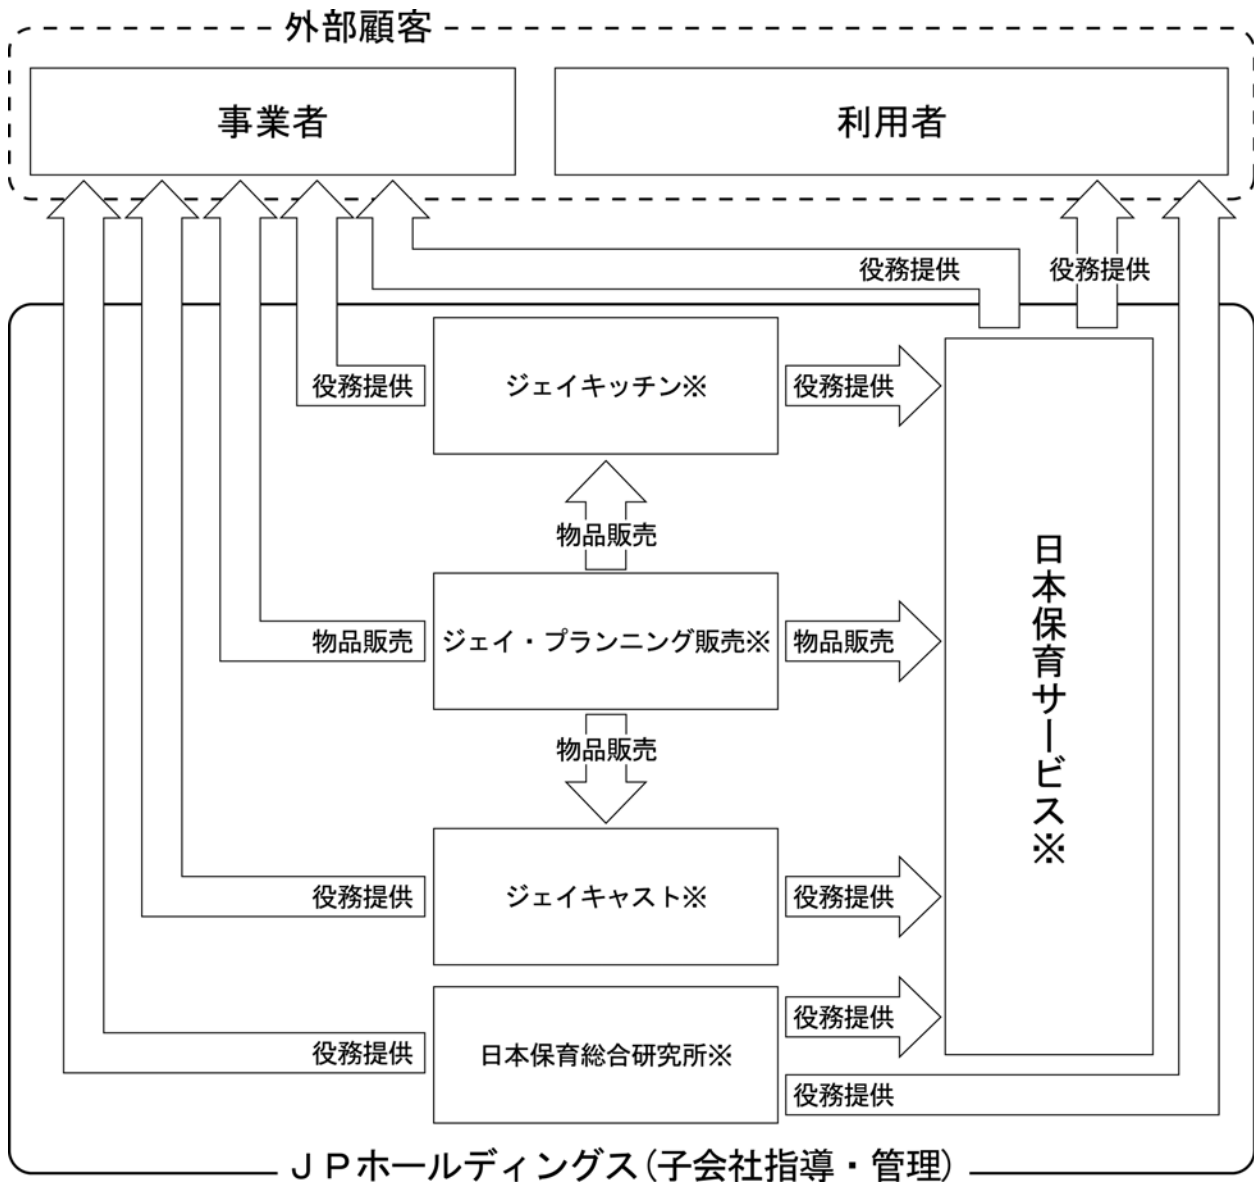 外部顧客
事業者
利用者
役務提供
役務提供
役務提供
ジェイキッチン※
役務提供
物品販売
物品販売
ジェイ・プランニング販売※
物品販売
物品販売
日本保育サービス※
役務提供
ジェイキャスト※
役務提供
役務提供
日本保育総合研究所※
役務提供
役務提供
ＪＰホールディングス(子会社指導・管理)